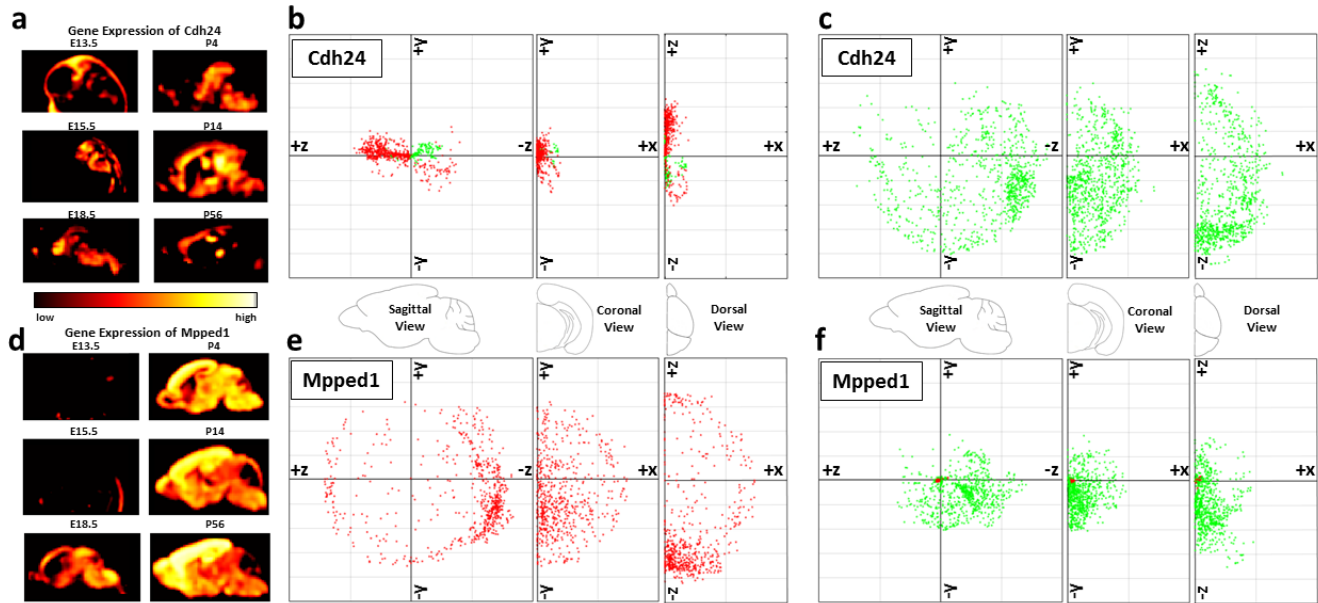 a
Gene Expression of Cdh24
E13.5 P4
E15.5 P14
E18.5 P56
low high
b
Cdh24
+Y +Y +Z
+z -z +x +x
-Y -Y -Z
c
Cdh24
+Y +Y +Z
+z -z +x +x
-Y -Y -Z
Sagittal View
Coronal View
Dorsal View
Sagittal View
Coronal View
Dorsal View
d
Gene Expression of Mpped1
E13.5 P4
E15.5 P14
E18.5 P56
e
Mpped1
+Y +Y +Z
+z -z +x +x
-Y -Y -Z
f
Mpped1
+Y +Y +Z
+z -z +x +x
-Y -Y -Z